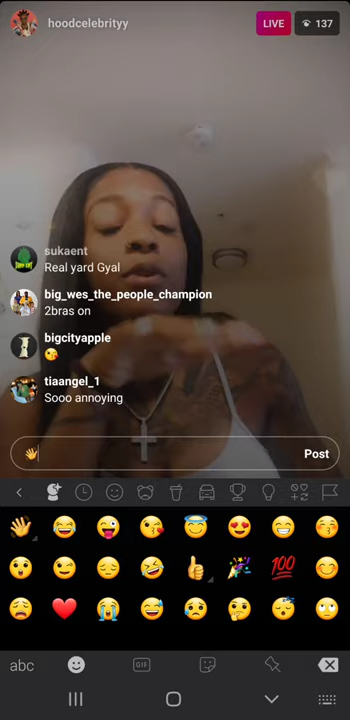 hoodcelebrityy
LIVE
137
sukaent
Real yard Gyal
big_wes_the_people_champion
2bras on
bigcityapple
😘
tiaangel_1
Sooo annoying
👋
Post
abc
GIF